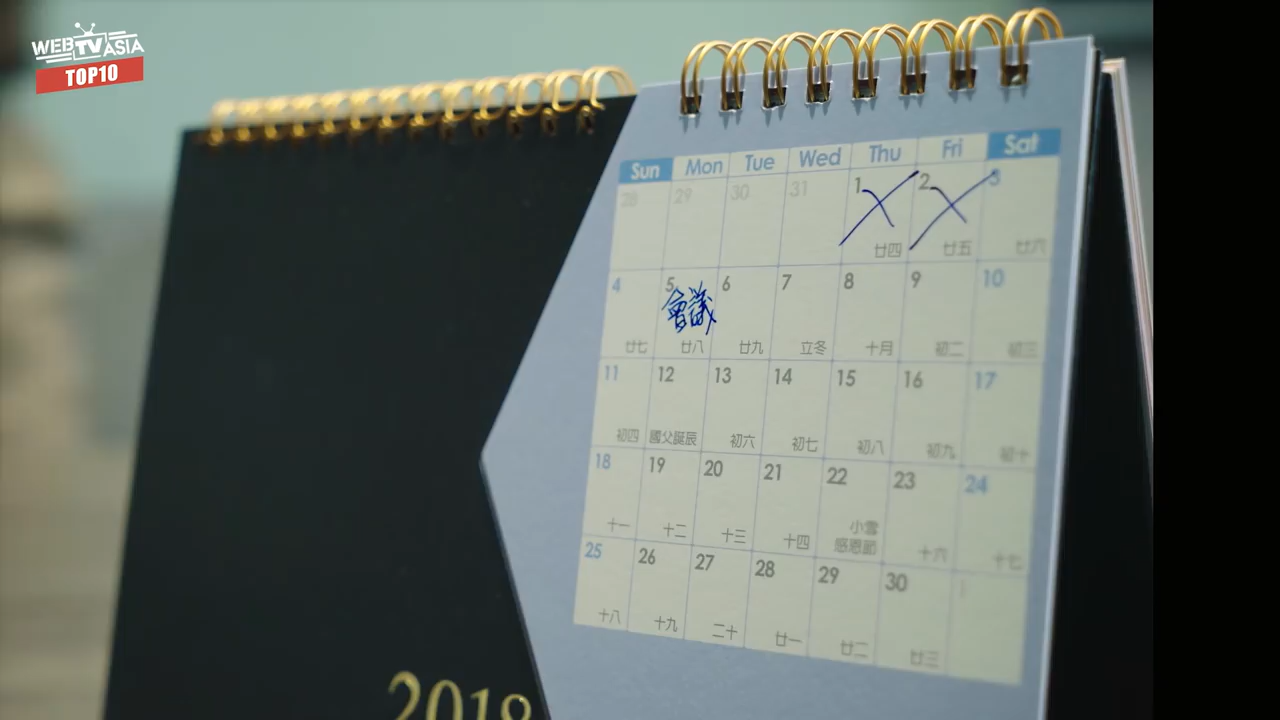 WEBTVASIA
TOP10
Sun Mon Tue Wed Thu Fri Sat
28 29 30 31 1 2 3
廿四 廿五 廿六
4 5 6 7 8 9 10
會議
廿七 廿八 廿九 立冬 十月 初二 初三
11 12 13 14 15 16 17
初四 國父誕辰 初六 初七 初八 初九 初十
18 19 20 21 22 23 24
小雪
十一 十二 十三 十四 感恩節 十六 十七
25 26 27 28 29 30 1
十八 十九 二十 廿一 廿二 廿三
2018